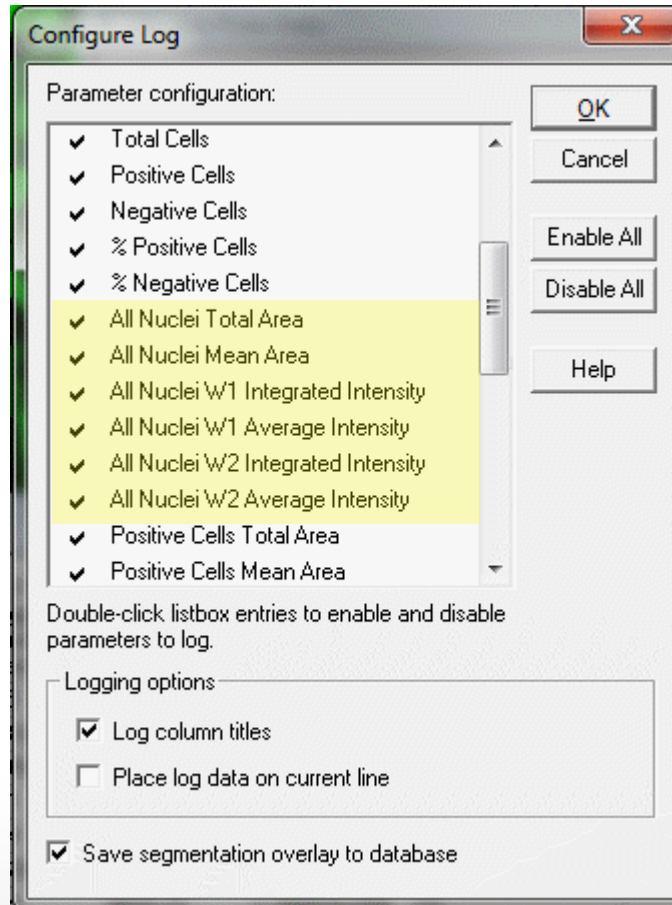 Configure Log
X
Parameter configuration:
Total Cells
Positive Cells
Negative Cells
% Positive Cells
% Negative Cells
All Nuclei Total Area
All Nuclei Mean Area
All Nuclei W1 Integrated Intensity
All Nuclei W1 Average Intensity
All Nuclei W2 Integrated Intensity
All Nuclei W2 Average Intensity
Positive Cells Total Area
Positive Cells Mean Area
OK
Cancel
Enable All
Disable All
Help
Double-click listbox entries to enable and disable
parameters to log.
Logging options
Log column titles
Place log data on current line
Save segmentation overlay to database